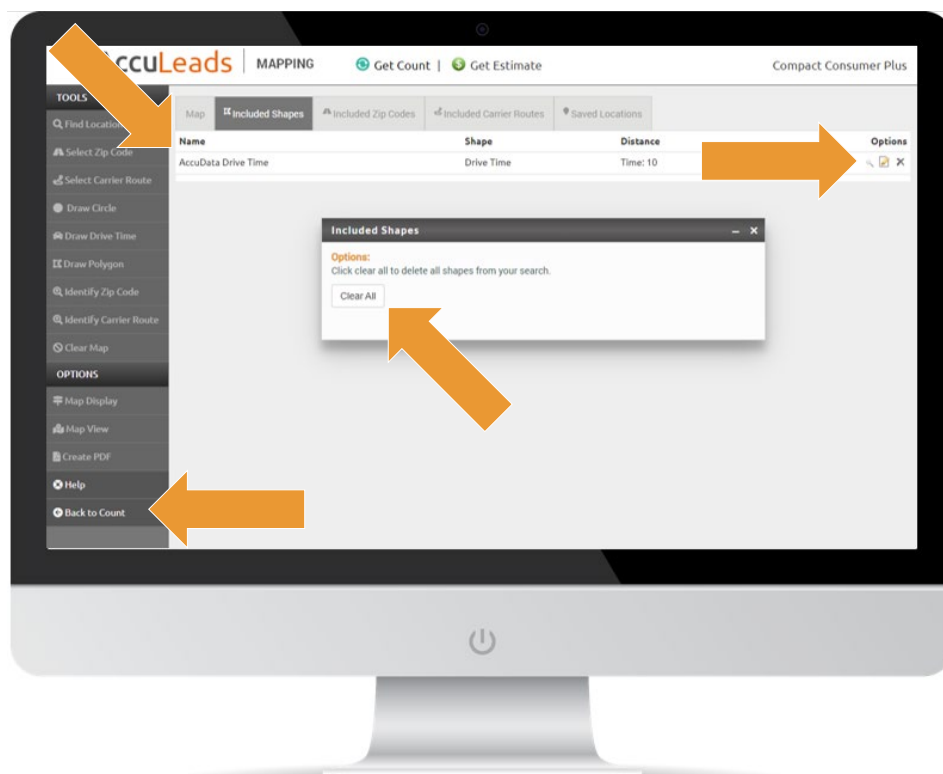 ccuLeads MAPPING Get Count | Get Estimate Compact Consumer Plus
TOOLS
Find Location
Select Zip Code
Select Carrier Route
Draw Circle
Draw Drive Time
Draw Polygon
Identify Zip Code
Identify Carrier Route
Clear Map
OPTIONS
Map Display
Map View
Create PDF
Help
Back to Count
Map Included Shapes Included Zip Codes Included Carrier Routes Saved Locations
Name Shape Distance Options
AccuData Drive Time Drive Time Time: 10
Included Shapes
Options:
Click clear all to delete all shapes from your search.
Clear All